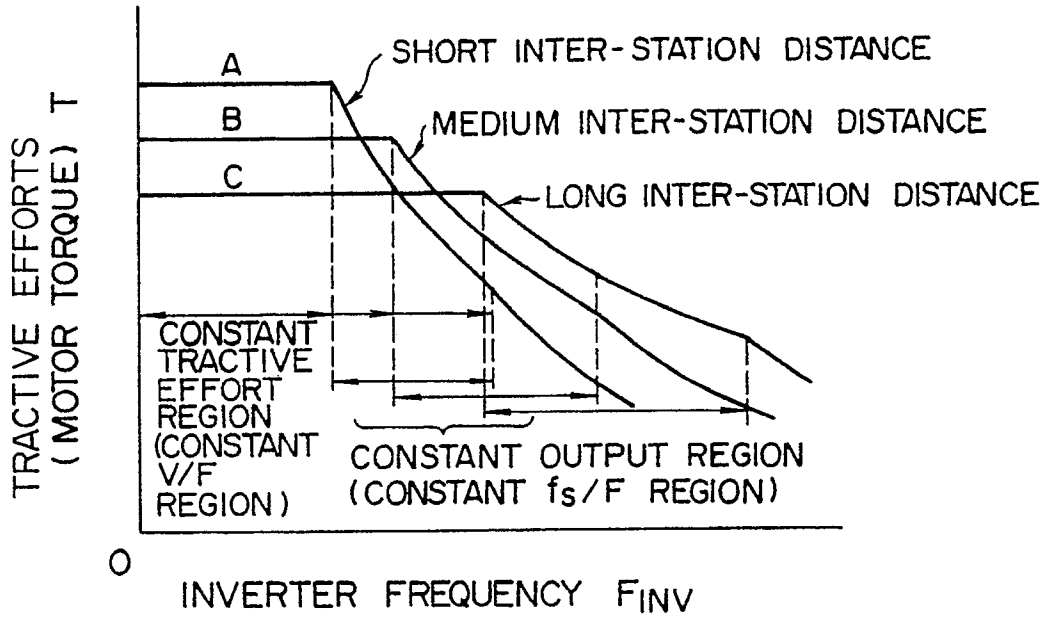 TRACTIVE EFFORTS
(MOTOR TORQUE) T
A
SHORT INTER-STATION DISTANCE
B
MEDIUM INTER-STATION DISTANCE
C
LONG INTER-STATION DISTANCE
CONSTANT
TRACTIVE
EFFORT
REGION
(CONSTANT
V/F
REGION)
CONSTANT OUTPUT REGION
(CONSTANT fs/F REGION)
O
INVERTER FREQUENCY FINV